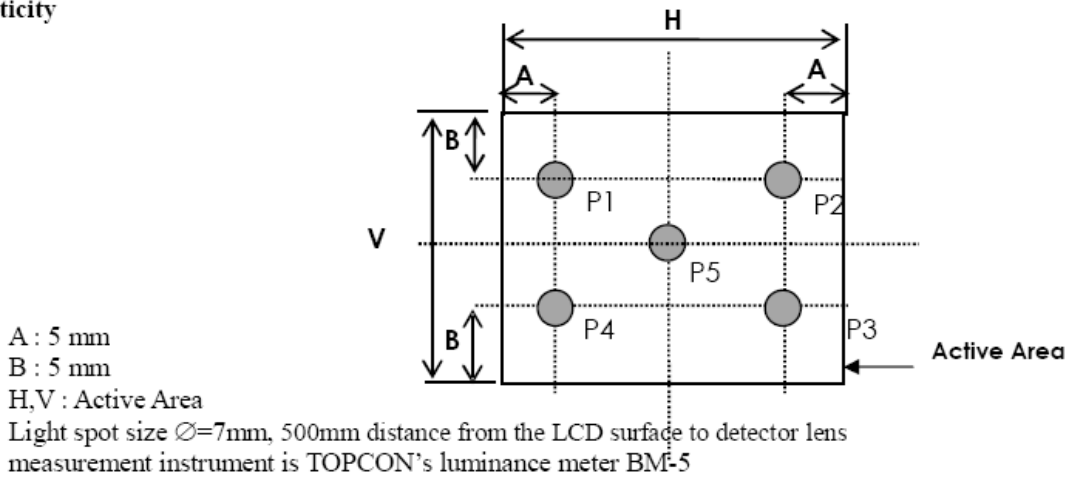 ticity
H
A
A
B
P1
P2
V
P5
B
P4
P3
Active Area
A : 5 mm
B : 5 mm
H,V : Active Area
Light spot size ∅=7mm, 500mm distance from the LCD surface to detector lens
measurement instrument is TOPCON's luminance meter BM-5